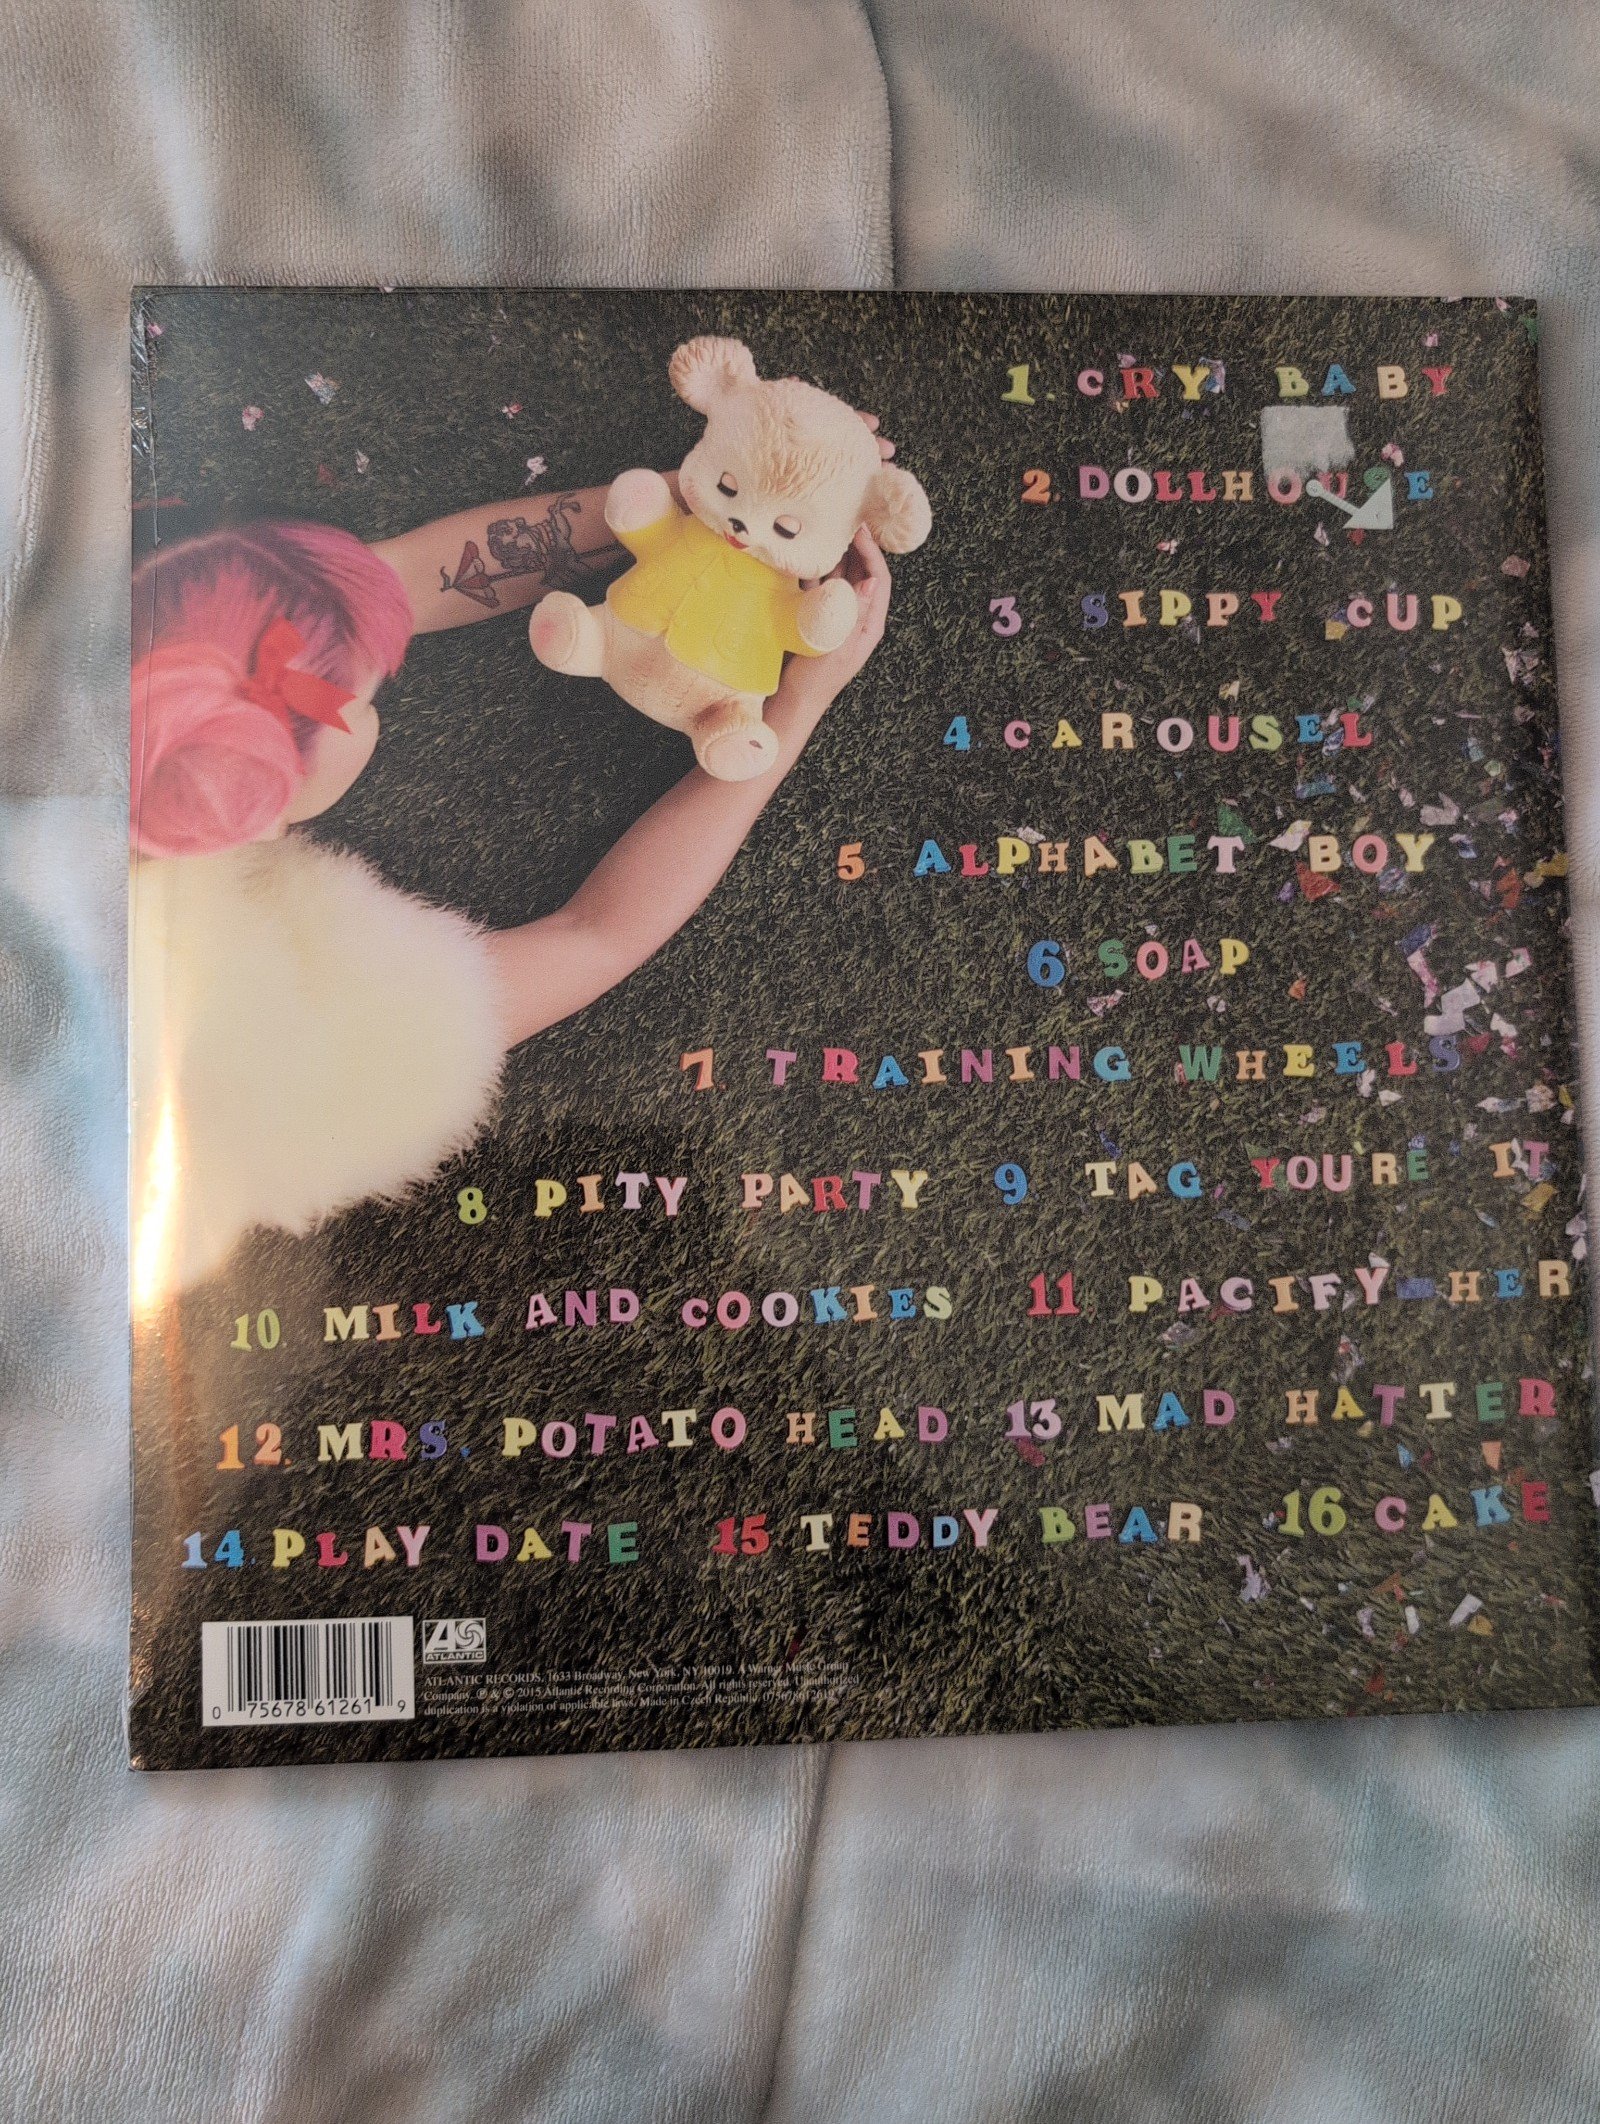 1. CRY BABY
2. DOLLHOUSE
3 SIPPY CUP
4. CAROUSEL
5. ALPHABET BOY
6 SOAP
7. TRAINING WHEELS
8. PITY PARTY 9 TAG, YOU'RE IT
10. MILK AND COOKIES 11 PACIFY HER
12. MRS. POTATO HEAD 13 MAD HATTER
14. PLAY DATE 15 TEDDY BEAR 16 CAKE
ATLANTIC
ATLANTIC RECORDS, 1633 Broadway, New York, NY 10019. A Warner Music Group
Company. ℗ & © 2015 Atlantic Recording Corporation. All rights reserved. Unauthorized
duplication is a violation of applicable laws. Made in Czech Republic. 075678612619
0 75678 61261 9